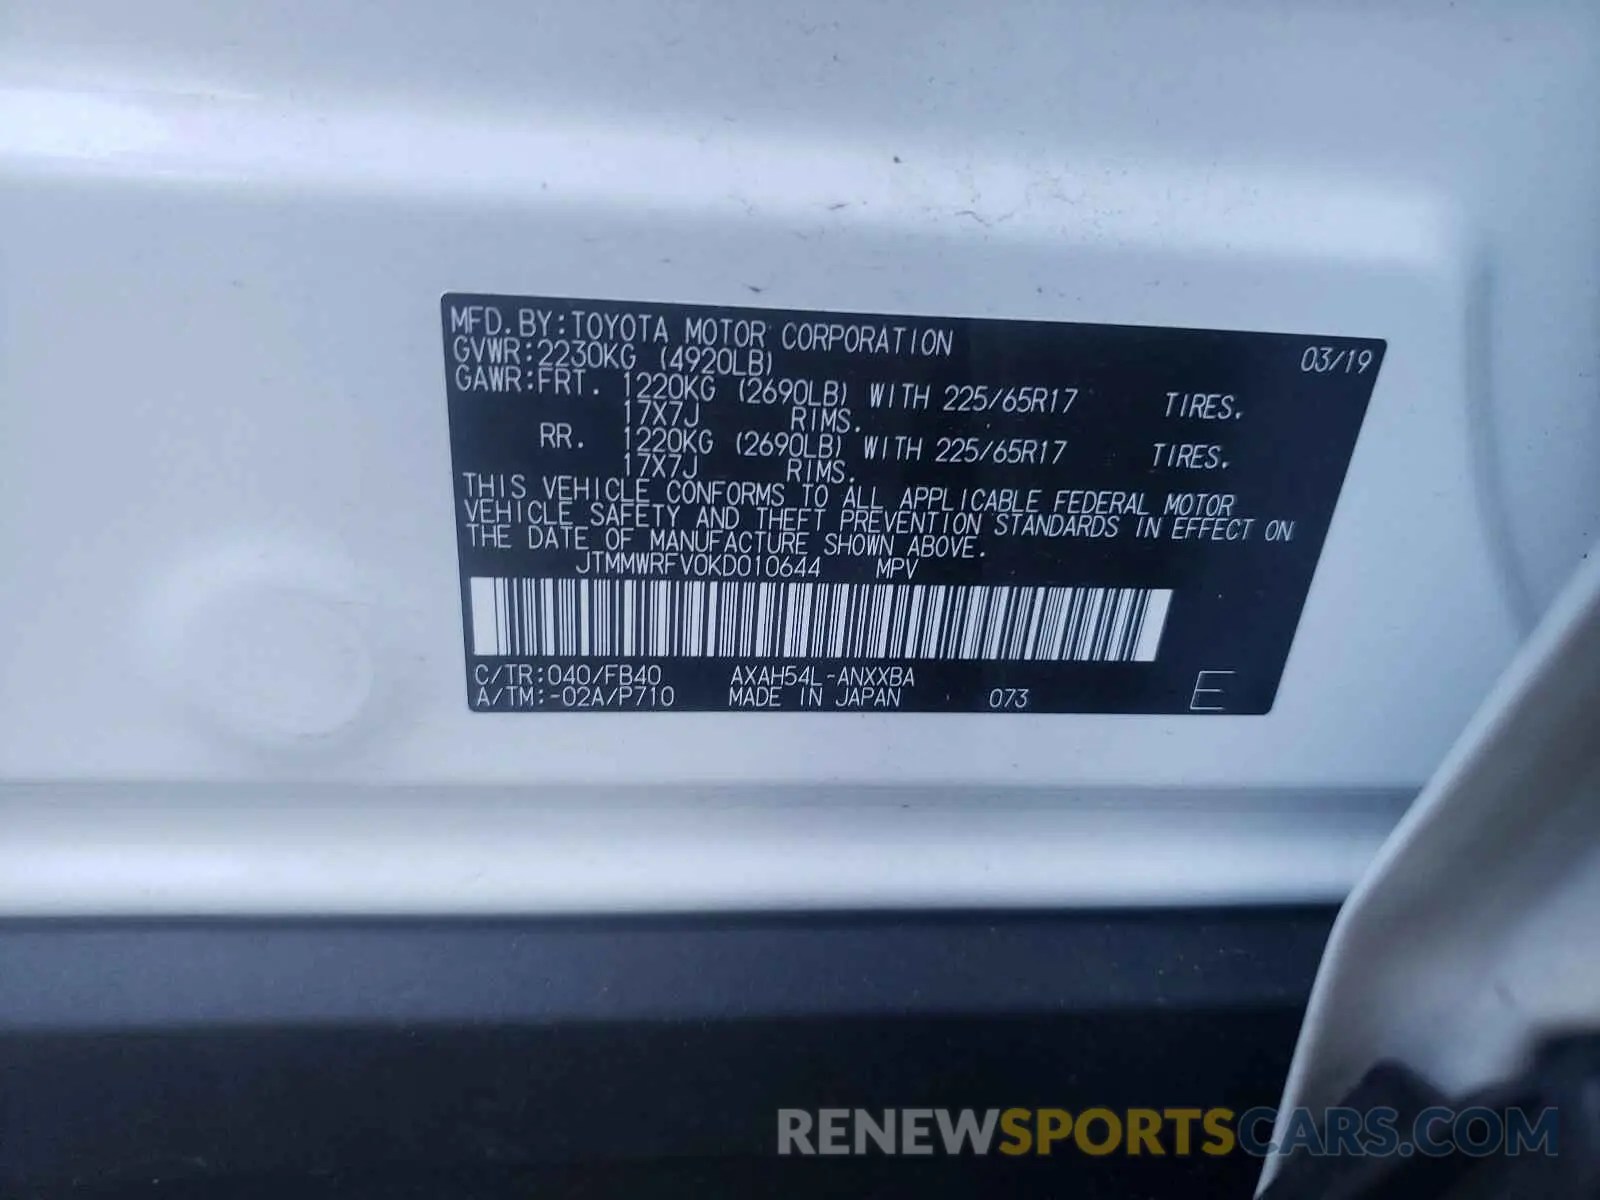 MFD.BY:TOYOTA MOTOR CORPORATION 03/19
GVWR:2230KG (4920LB)
GAWR:FRT. 1220KG (2690LB) WITH 225/65R17 TIRES.
17X7J RIMS.
RR. 1220KG (2690LB) WITH 225/65R17 TIRES.
17X7J RIMS.
THIS VEHICLE CONFORMS TO ALL APPLICABLE FEDERAL MOTOR
VEHICLE SAFETY AND THEFT PREVENTION STANDARDS IN EFFECT ON
THE DATE OF MANUFACTURE SHOWN ABOVE.
JTMMWRFV0KD010644 MPV
C/TR:040/FB40 AXAH54L-ANXXBA
A/TM:-02A/P710 MADE IN JAPAN 073 E
RENEWSPORTSCARS.COM